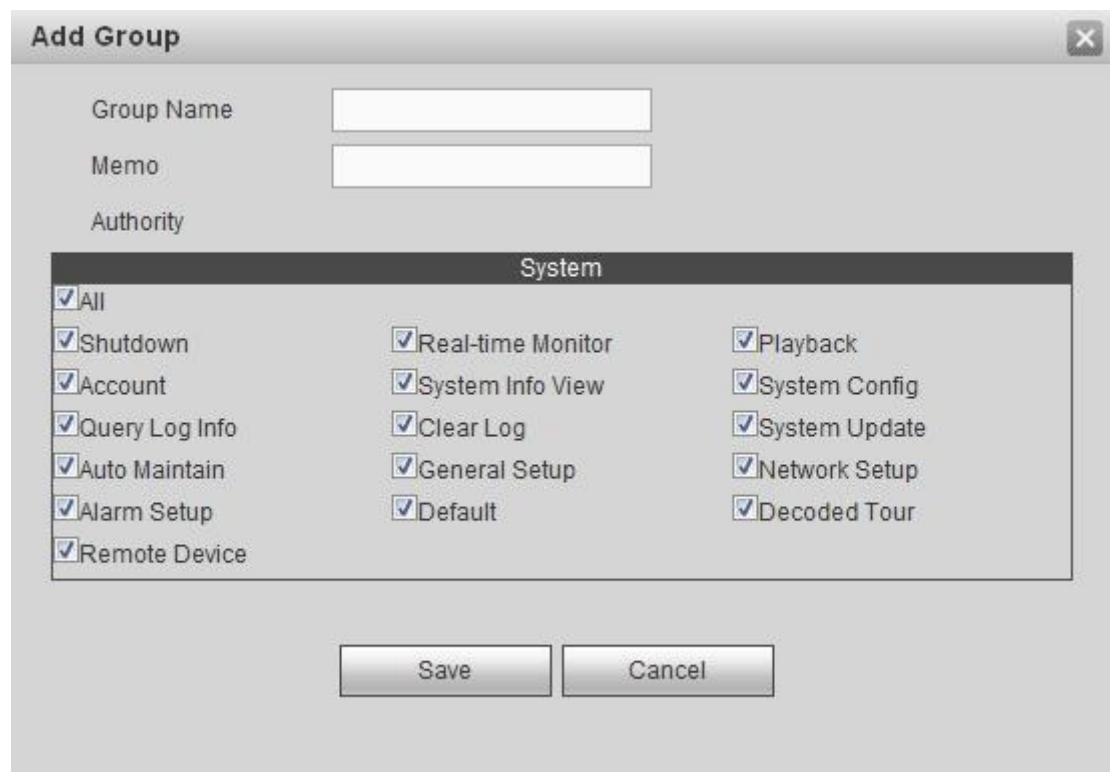 Add Group
Group Name
Memo
Authority
System
All
Shutdown Real-time Monitor Playback
Account System Info View System Config
Query Log Info Clear Log System Update
Auto Maintain General Setup Network Setup
Alarm Setup Default Decoded Tour
Remote Device
Save Cancel